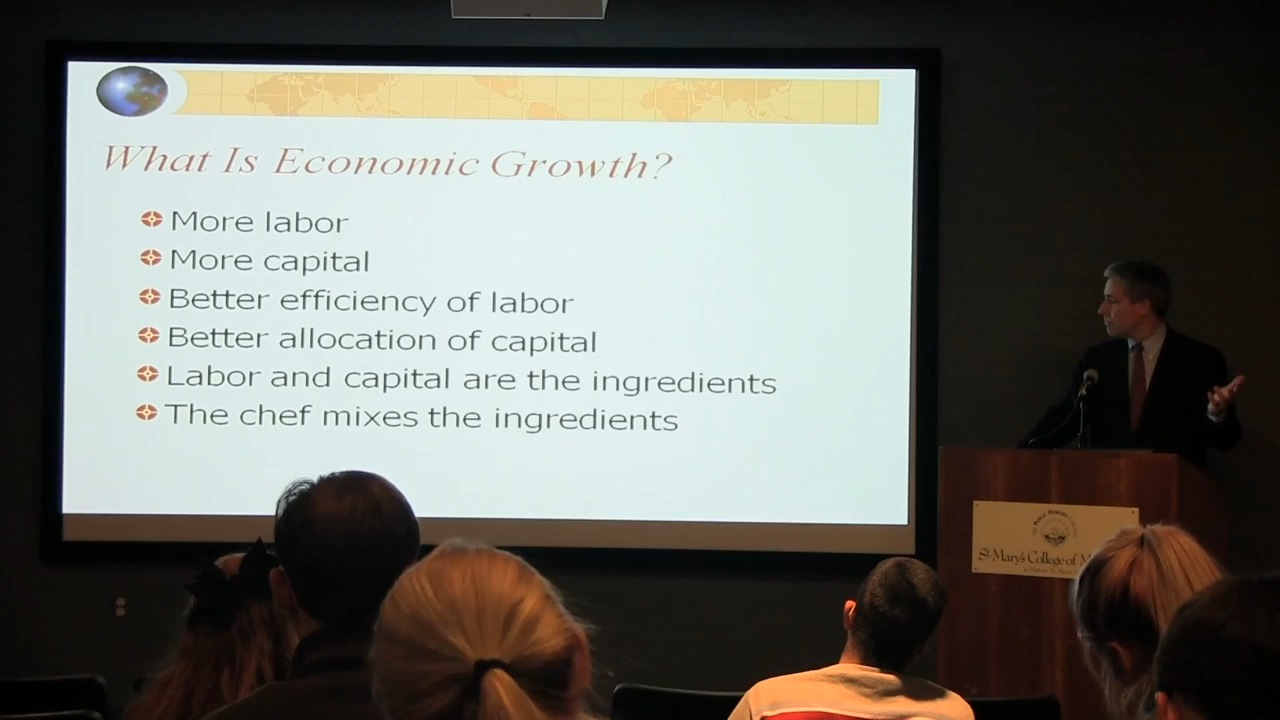 What Is Economic Growth?
More labor
More capital
Better efficiency of labor
Better allocation of capital
Labor and capital are the ingredients
The chef mixes the ingredients
St. Mary's College of M